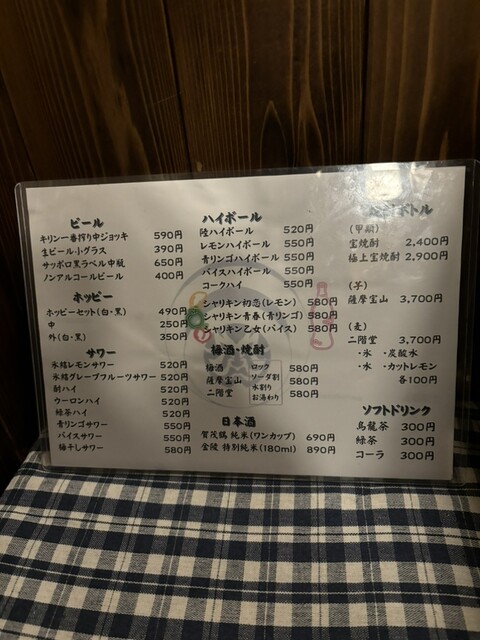 ビール
キリン一番搾り中ジョッキ 590円
生ビール小グラス 390円
サッポロ黒ラベル中瓶 650円
ノンアルコールビール 400円
ホッピー
ホッピーセット(白・黒) 490円
中 250円
外(白・黒) 350円
サワー
氷結レモンサワー 520円
氷結グレープフルーツサワー 520円
酎ハイ 520円
ウーロンハイ 520円
緑茶ハイ 520円
青リンゴサワー 550円
バイスサワー 550円
梅干しサワー 580円
ハイボール
陸ハイボール 520円
レモンハイボール 550円
青リンゴハイボール 550円
バイスハイボール 550円
コークハイ 550円
シャリキン初恋(レモン) 580円
シャリキン青春(青リンゴ) 580円
シャリキン乙女(バイス) 580円
梅酒・焼酎
梅酒 580円
薩摩宝山 580円
二階堂 580円
ロック
ソーダ割
水割り
お湯わり
日本酒
賀茂鶴 純米(ワンカップ) 690円
金陵 特別純米(180ml) 890円
ボトル
(甲類)
宝焼酎 2,400円
極上宝焼酎 2,900円
(芋)
薩摩宝山 3,700円
(麦)
二階堂 3,700円
・氷 ・炭酸水
・水 ・カットレモン
各100円
ソフトドリンク
烏龍茶 300円
緑茶 300円
コーラ 300円